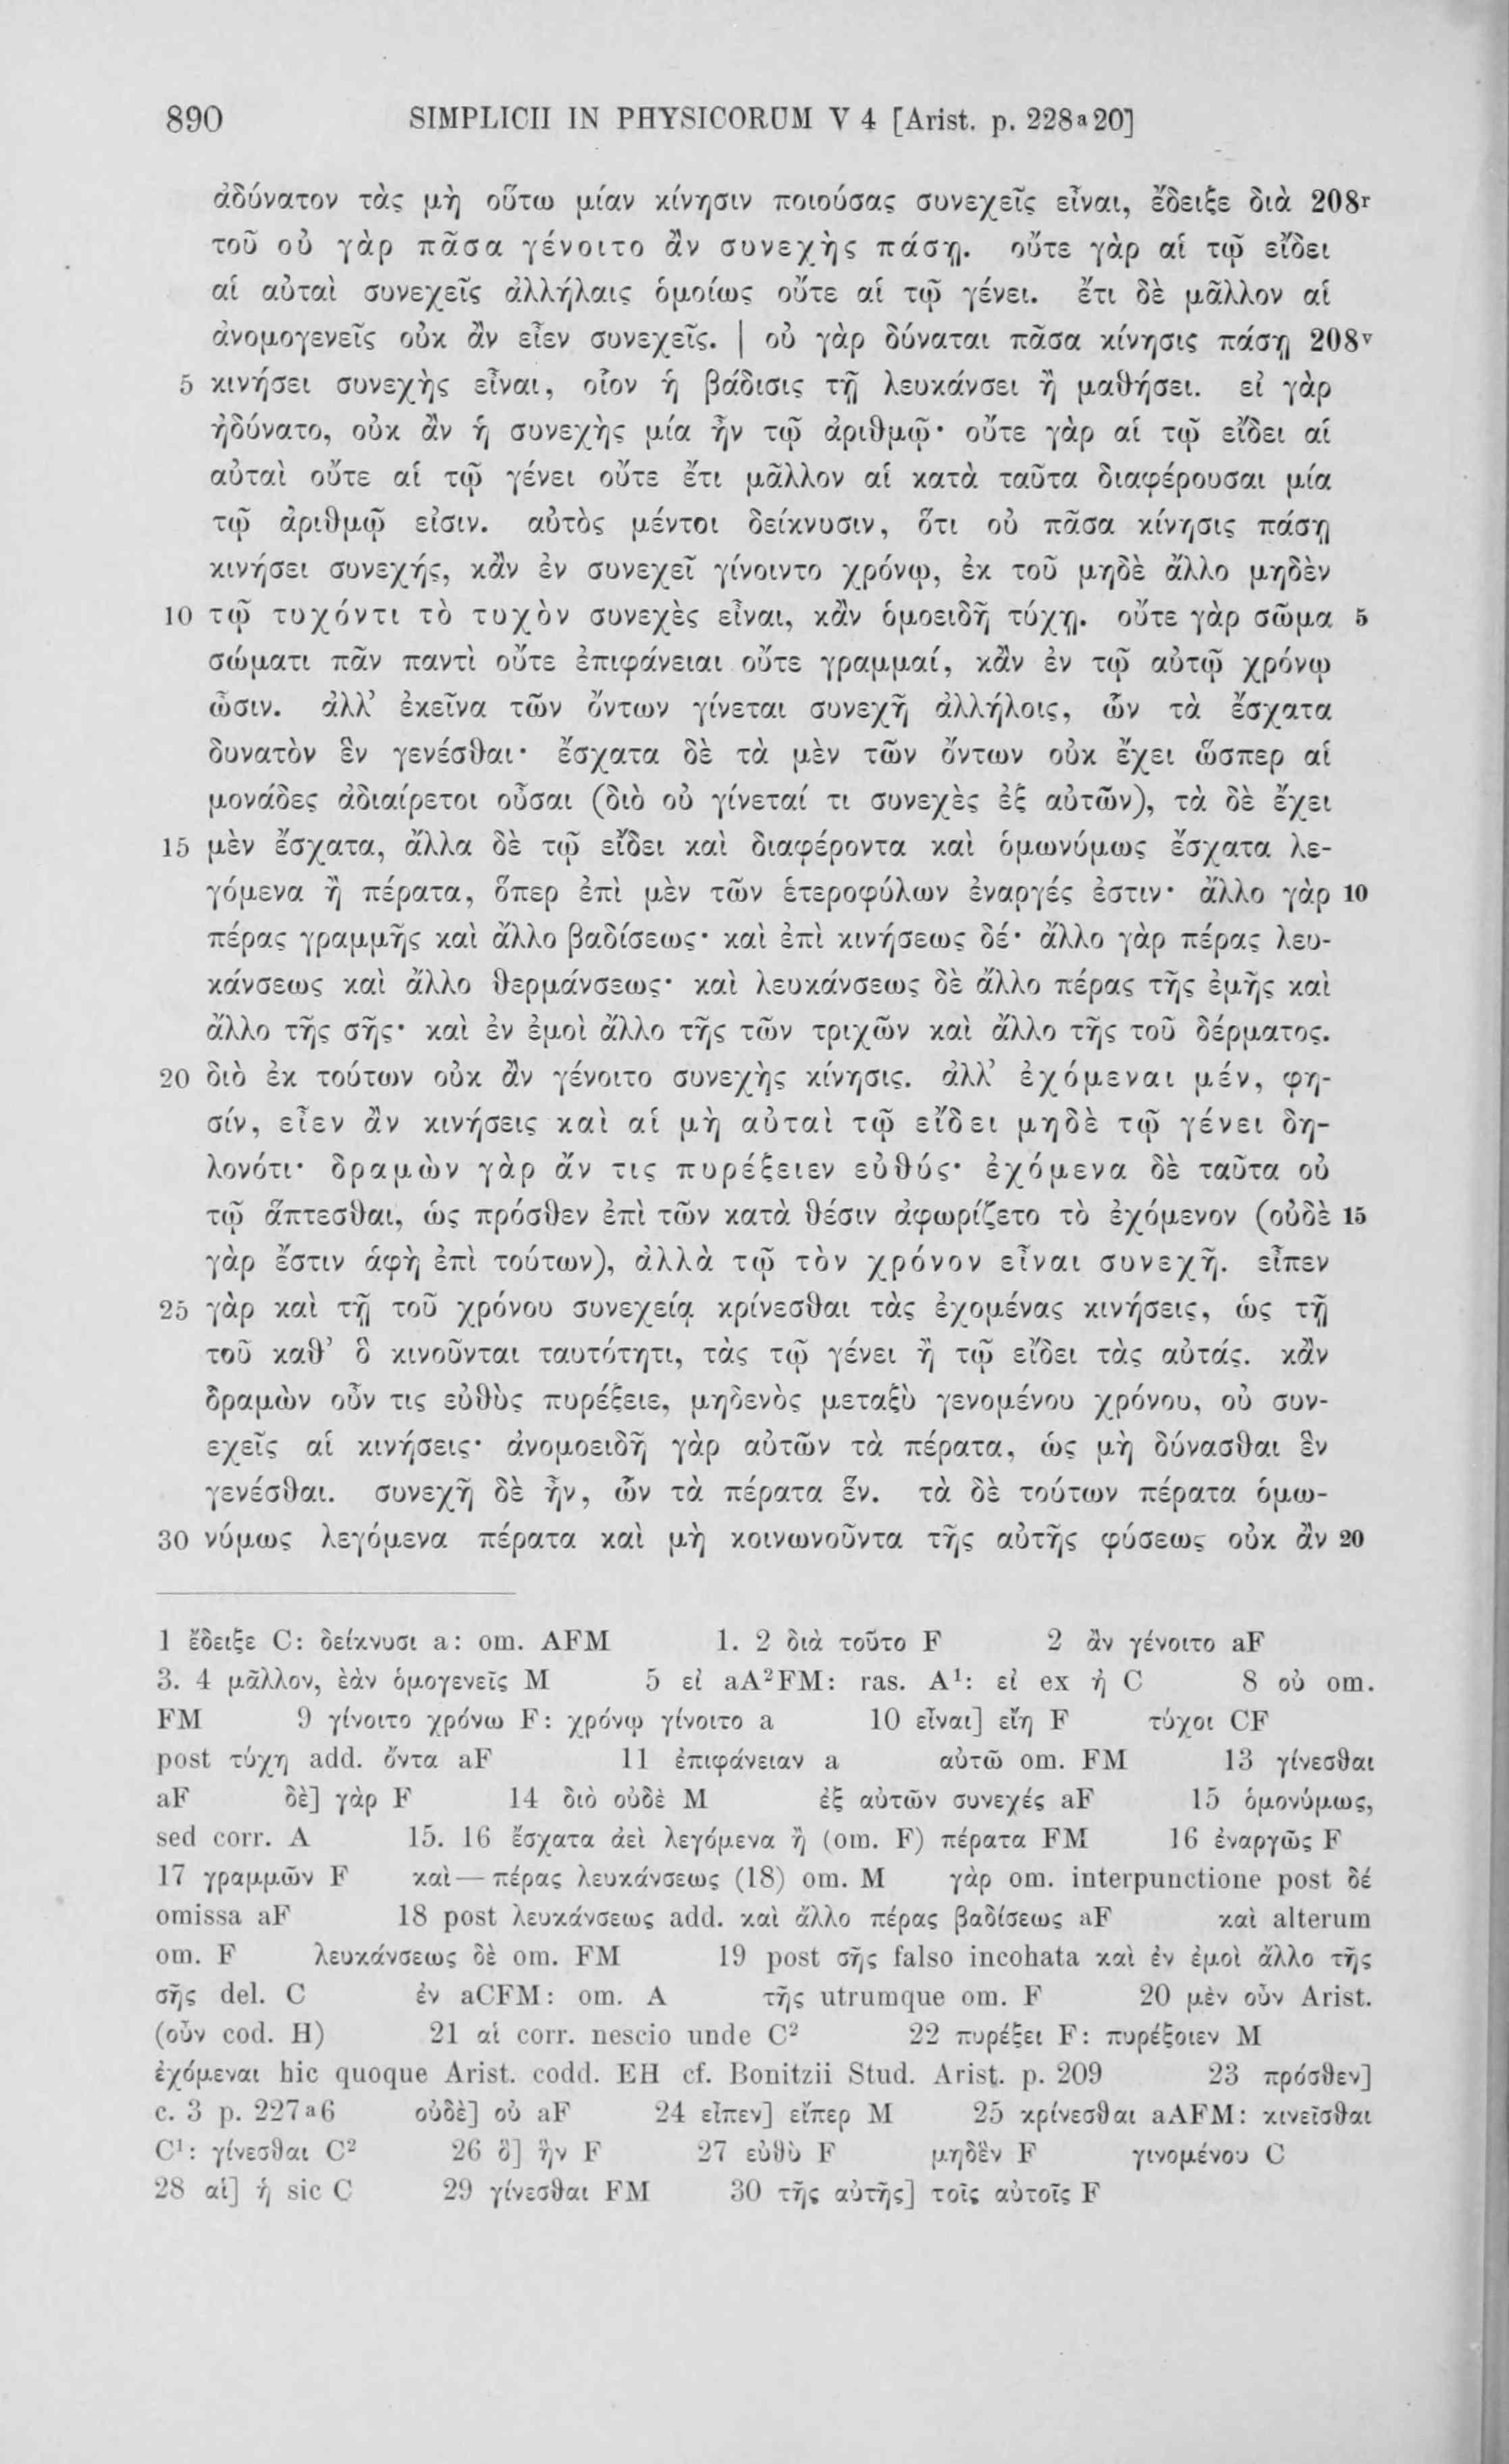 890 SIMPLICII IN PHYSICORUM V 4 [Arist. p. 228ᵃ20]
ἀδύνατον τὰς μὴ οὕτω μίαν κίνησιν ποιούσας συνεχεῖς εἶναι, ἔδειξε διὰ 208ʳ
τοῦ οὐ γὰρ πᾶσα γένοιτο ἂν συνεχὴς πάσῃ. οὔτε γὰρ αἱ τῷ εἴδει
αἱ αὐταὶ συνεχεῖς ἀλλήλαις ὁμοίως οὔτε αἱ τῷ γένει. ἔτι δὲ μᾶλλον αἱ
ἀνομογενεῖς οὐκ ἂν εἶεν συνεχεῖς. | οὐ γὰρ δύναται πᾶσα κίνησις πάσῃ 208ᵛ
5 κινήσει συνεχὴς εἶναι, οἷον ἡ βάδισις τῇ λευκάνσει ἢ μαθήσει. εἰ γὰρ
ἠδύνατο, οὐκ ἂν ἡ συνεχὴς μία ἦν τῷ ἀριθμῷ· οὔτε γὰρ αἱ τῷ εἴδει αἱ
αὐταὶ οὔτε αἱ τῷ γένει οὔτε ἔτι μᾶλλον αἱ κατὰ ταῦτα διαφέρουσαι μία
τῷ ἀριθμῷ εἰσιν. αὐτὸς μέντοι δείκνυσιν, ὅτι οὐ πᾶσα κίνησις πάσῃ
κινήσει συνεχής, κἂν ἐν συνεχεῖ γίνοιντο χρόνῳ, ἐκ τοῦ μηδὲ ἄλλο μηδὲν
10 τῷ τυχόντι τὸ τυχὸν συνεχὲς εἶναι, κἂν ὁμοειδῆ τύχῃ. οὔτε γὰρ σῶμα 5
σώματι πᾶν παντὶ οὔτε ἐπιφάνειαι οὔτε γραμμαί, κἂν ἐν τῷ αὐτῷ χρόνῳ
ὦσιν. ἀλλ' ἐκεῖνα τῶν ὄντων γίνεται συνεχῆ ἀλλήλοις, ὧν τὰ ἔσχατα
δυνατὸν ἓν γενέσθαι· ἔσχατα δὲ τὰ μὲν τῶν ὄντων οὐκ ἔχει ὥσπερ αἱ
μονάδες ἀδιαίρετοι οὖσαι (διὸ οὐ γίνεταί τι συνεχὲς ἐξ αὐτῶν), τὰ δὲ ἔχει
15 μὲν ἔσχατα, ἄλλα δὲ τῷ εἴδει καὶ διαφέροντα καὶ ὁμωνύμως ἔσχατα λε-
γόμενα ἢ πέρατα, ὅπερ ἐπὶ μὲν τῶν ἑτεροφύλων ἐναργές ἐστιν· ἄλλο γὰρ 10
πέρας γραμμῆς καὶ ἄλλο βαδίσεως· καὶ ἐπὶ κινήσεως δέ· ἄλλο γὰρ πέρας λευ-
κάνσεως καὶ ἄλλο θερμάνσεως· καὶ λευκάνσεως δὲ ἄλλο πέρας τῆς ἐμῆς καὶ
ἄλλο τῆς σῆς· καὶ ἐν ἐμοὶ ἄλλο τῆς τῶν τριχῶν καὶ ἄλλο τῆς τοῦ δέρματος.
20 διὸ ἐκ τούτων οὐκ ἂν γένοιτο συνεχὴς κίνησις. ἀλλ' ἐχόμεναι μέν, φη-
σίν, εἶεν ἂν κινήσεις καὶ αἱ μὴ αὐταὶ τῷ εἴδει μηδὲ τῷ γένει δη-
λονότι· δραμὼν γὰρ ἄν τις πυρέξειεν εὐθύς· ἐχόμενα δὲ ταῦτα οὐ
τῷ ἅπτεσθαι, ὡς πρόσθεν ἐπὶ τῶν κατὰ θέσιν ἀφωρίζετο τὸ ἐχόμενον (οὐδὲ 15
γὰρ ἔστιν ἁφὴ ἐπὶ τούτων), ἀλλὰ τῷ τὸν χρόνον εἶναι συνεχῆ. εἶπεν
25 γὰρ καὶ τῇ τοῦ χρόνου συνεχείᾳ κρίνεσθαι τὰς ἐχομένας κινήσεις, ὡς τῇ
τοῦ καθ' ὃ κινοῦνται ταυτότητι, τὰς τῷ γένει ἢ τῷ εἴδει τὰς αὐτάς. κἂν
δραμὼν οὖν τις εὐθὺς πυρέξειε, μηδενὸς μεταξὺ γενομένου χρόνου, οὐ συν-
εχεῖς αἱ κινήσεις· ἀνομοειδῆ γὰρ αὐτῶν τὰ πέρατα, ὡς μὴ δύνασθαι ἓν
γενέσθαι. συνεχῆ δὲ ἦν, ὧν τὰ πέρατα ἕν. τὰ δὲ τούτων πέρατα ὁμω-
30 νύμως λεγόμενα πέρατα καὶ μὴ κοινωνοῦντα τῆς αὐτῆς φύσεως οὐκ ἂν 20
1 ἔδειξε C: δείκνυσι a: om. AFM 1. 2 διὰ τοῦτο F 2 ἂν γένοιτο aF
3. 4 μᾶλλον, ἐὰν ὁμογενεῖς M 5 εἰ aA²FM: ras. A¹: εἰ ex ἡ C 8 οὐ om.
FM 9 γίνοιτο χρόνω F: χρόνῳ γίνοιτο a 10 εἶναι] εἴη F τύχοι CF
post τύχη add. ὄντα aF 11 ἐπιφάνειαν a αὐτῶ om. FM 13 γίνεσθαι
aF δὲ] γὰρ F 14 διὸ οὐδὲ M ἐξ αὐτῶν συνεχές aF 15 ὁμονύμως,
sed corr. A 15. 16 ἔσχατα ἀεὶ λεγόμενα ἢ (om. F) πέρατα FM 16 ἐναργῶς F
17 γραμμῶν F καὶ—πέρας λευκάνσεως (18) om. M γὰρ om. interpunctione post δέ
omissa aF 18 post λευκάνσεως add. καὶ ἄλλο πέρας βαδίσεως aF καὶ alterum
om. F λευκάνσεως δὲ om. FM 19 post σῆς falso incohata καὶ ἐν ἐμοὶ ἄλλο τῆς
σῆς del. C ἐν aCFM: om. A τῆς utrumque om. F 20 μὲν οὖν Arist.
(οὖν cod. H) 21 αἱ corr. nescio unde C² 22 πυρέξει F: πυρέξοιεν M
ἐχόμεναι hic quoque Arist. codd. EH cf. Bonitzii Stud. Arist. p. 209 23 πρόσθεν]
c. 3 p. 227ᵃ6 οὐδὲ] οὐ aF 24 εἶπεν] εἴπερ M 25 κρίνεσθαι aAFM: κινεῖσθαι
C¹: γίνεσθαι C² 26 ὃ] ἣν F 27 εὐθὺ F μηδὲν F γινομένου C
28 αἱ] ἡ sic C 29 γίνεσθαι FM 30 τῆς αὐτῆς] τοῖς αὐτοῖς F